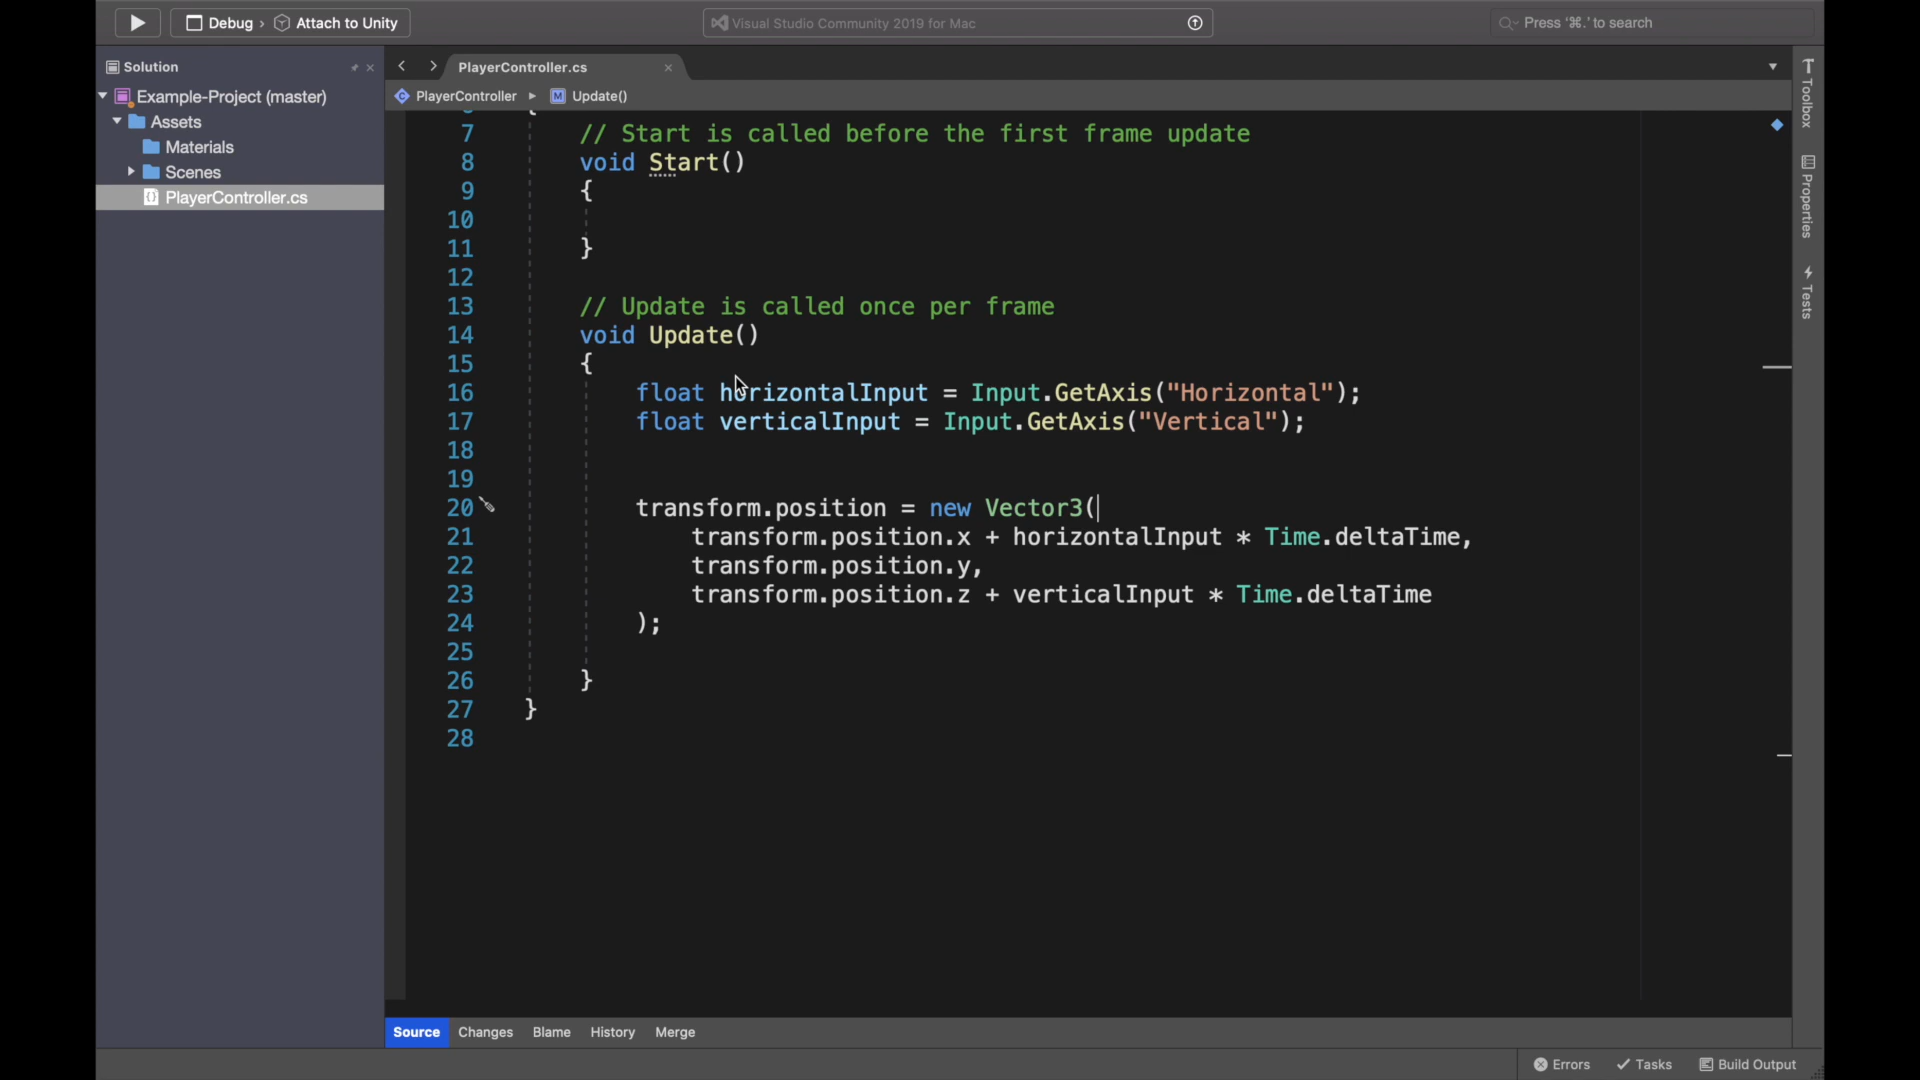 Debug › Attach to Unity
Visual Studio Community 2019 for Mac
Press ‘⌘.’ to search
Solution
Example-Project (master)
Assets
Materials
Scenes
PlayerController.cs
PlayerController.cs
PlayerController ▸ Update()
7 // Start is called before the first frame update
8 void Start()
9 {
10
11 }
12
13 // Update is called once per frame
14 void Update()
15 {
16 float horizontalInput = Input.GetAxis("Horizontal");
17 float verticalInput = Input.GetAxis("Vertical");
18
19
20 transform.position = new Vector3(
21 transform.position.x + horizontalInput * Time.deltaTime,
22 transform.position.y,
23 transform.position.z + verticalInput * Time.deltaTime
24 );
25
26 }
27 }
28
Toolbox
Properties
Tests
Source Changes Blame History Merge
Errors Tasks Build Output